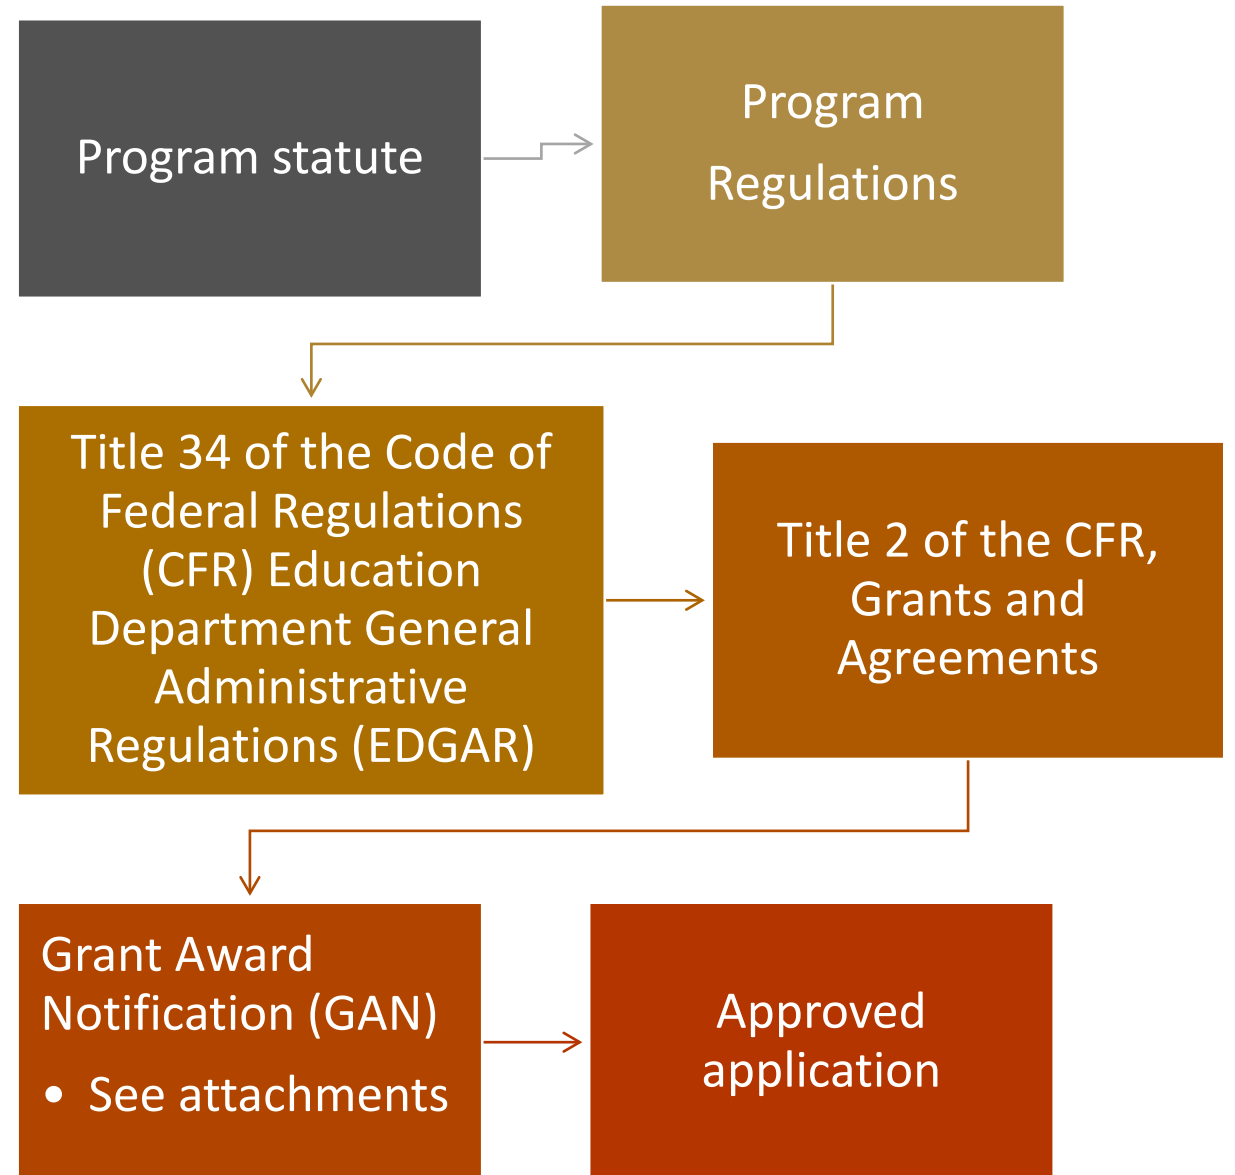 Program statute
Program
Regulations
Title 34 of the Code of
Federal Regulations
(CFR) Education
Department General
Administrative
Regulations (EDGAR)
Title 2 of the CFR,
Grants and
Agreements
Grant Award
Notification (GAN)
• See attachments
Approved
application